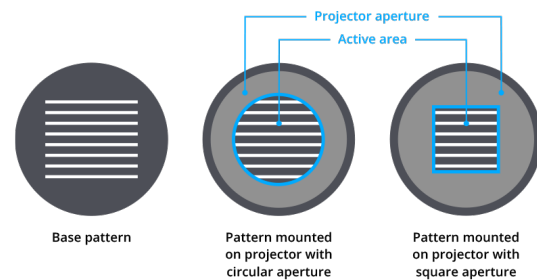 Projector aperture
Active area
Base pattern
Pattern mounted
on projector with
circular aperture
Pattern mounted
on projector with
square aperture